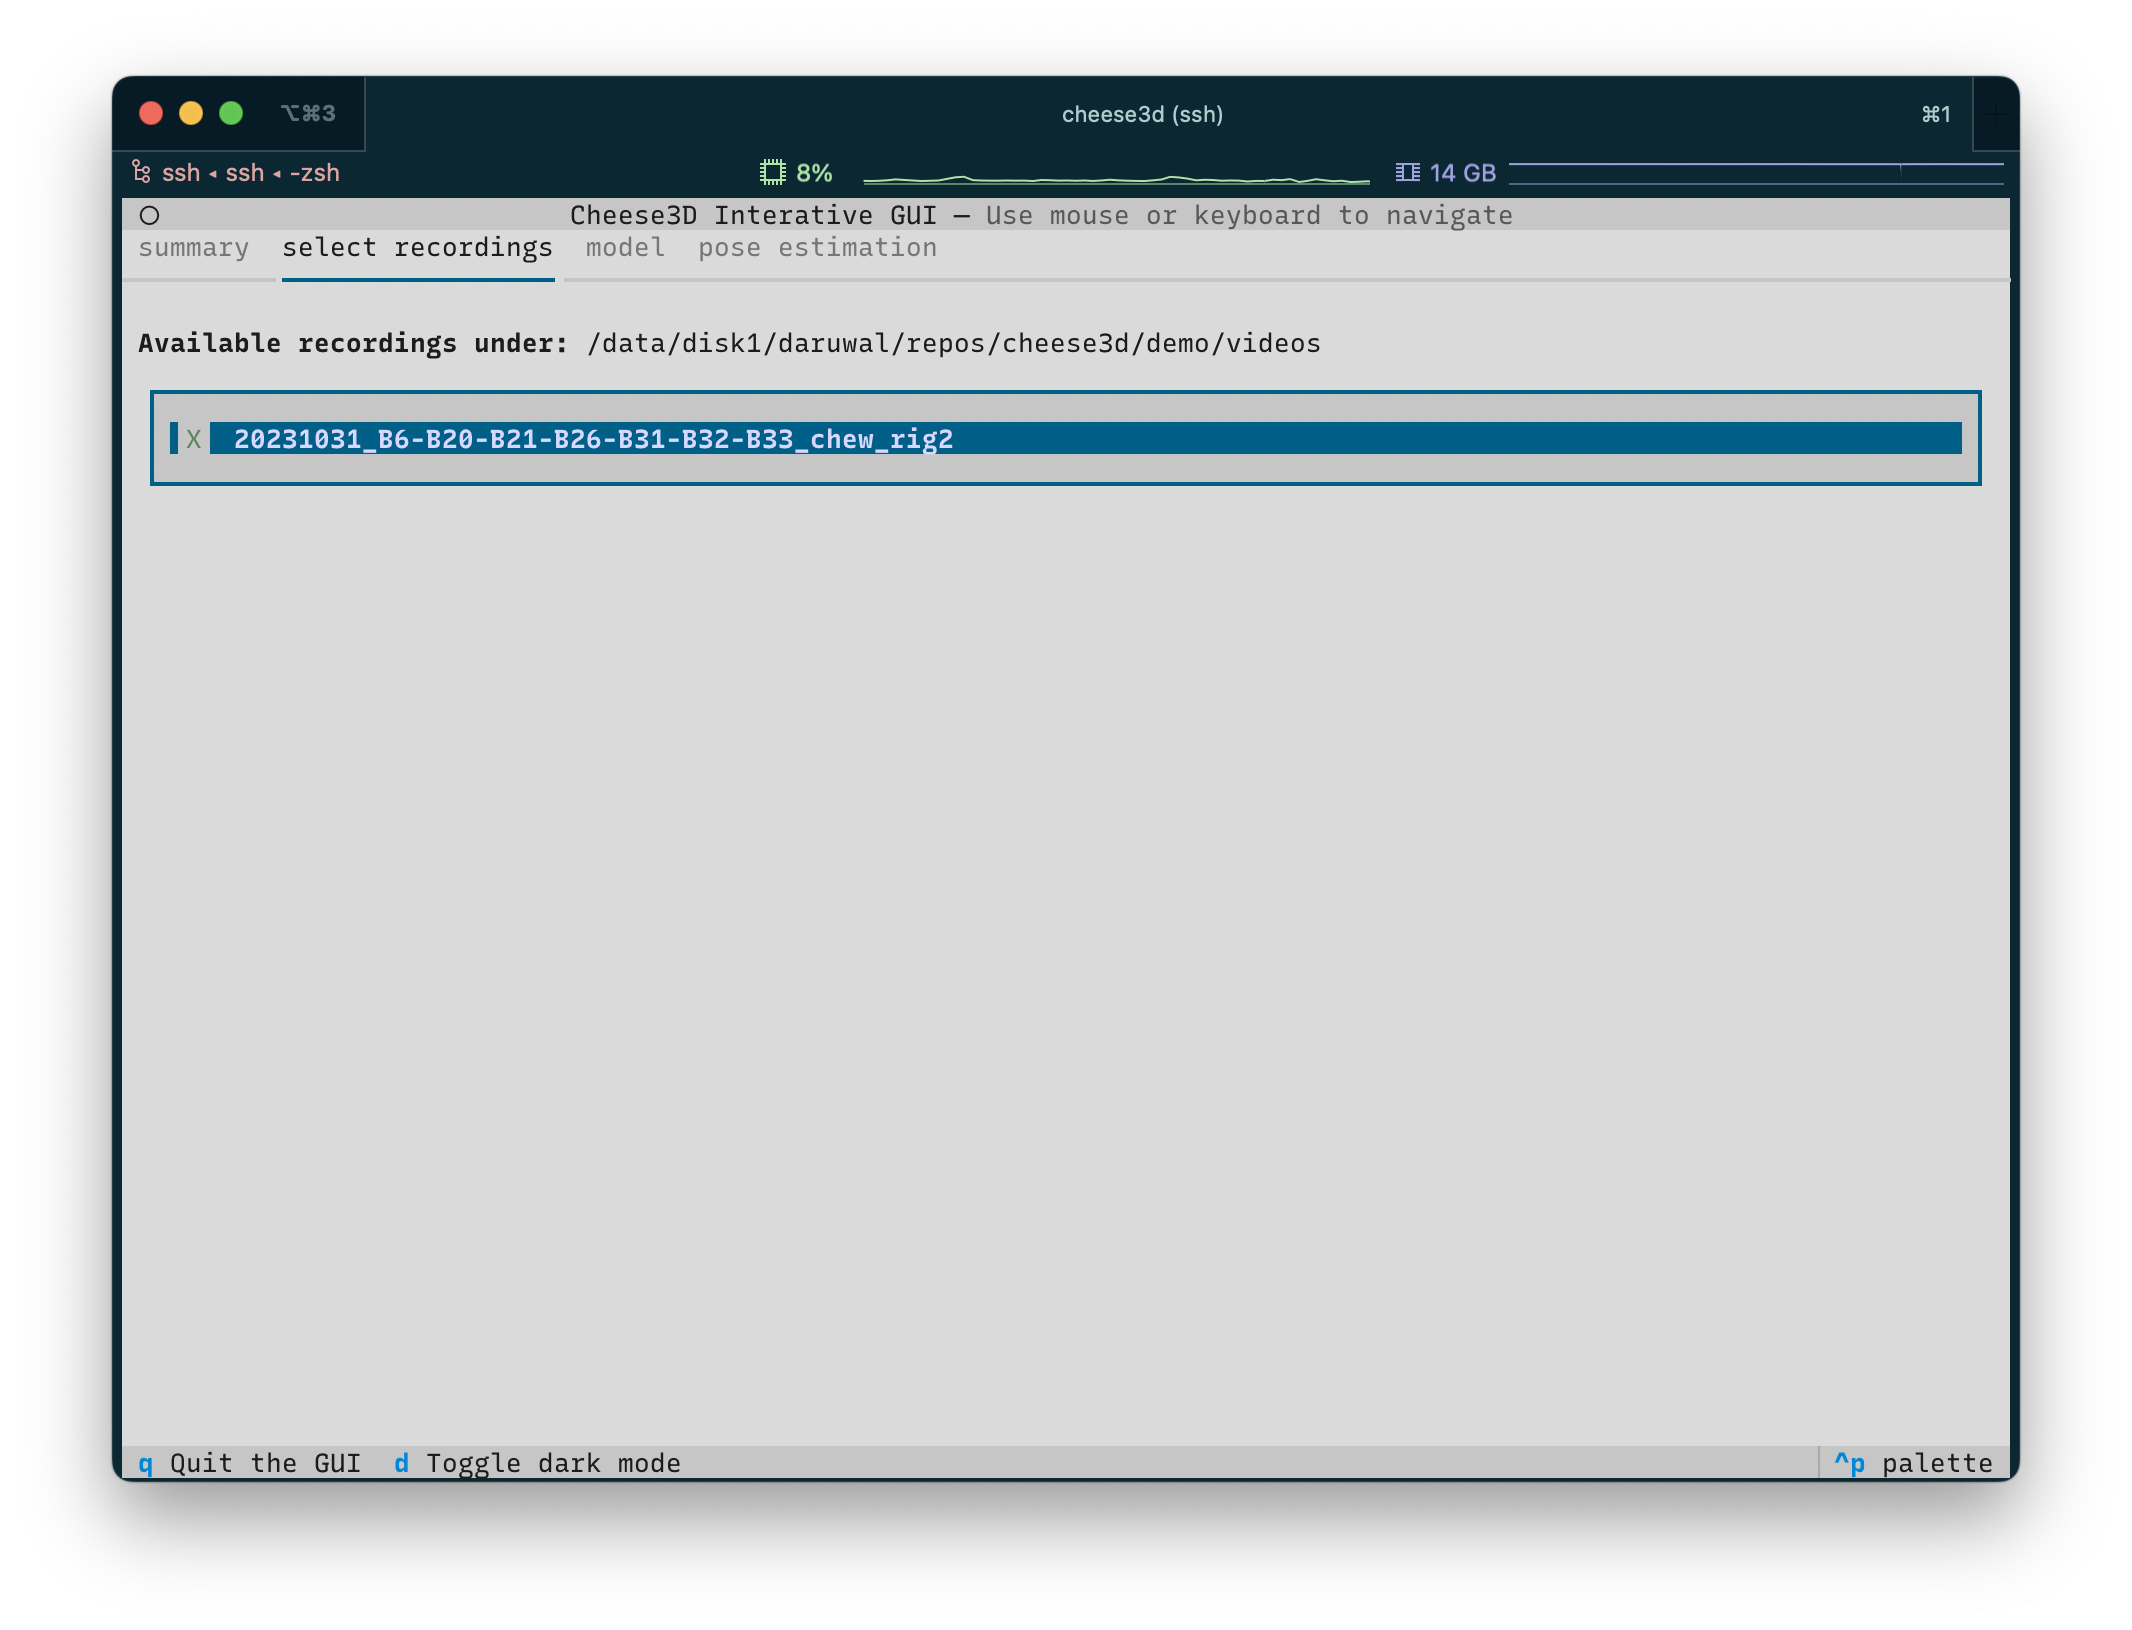 ⌥⌘3 cheese3d (ssh) ⌘1
ssh ◂ ssh ◂ -zsh 8% 14 GB
Cheese3D Interative GUI — Use mouse or keyboard to navigate
summary select recordings model pose estimation
Available recordings under: /data/disk1/daruwal/repos/cheese3d/demo/videos
X 20231031_B6-B20-B21-B26-B31-B32-B33_chew_rig2
q Quit the GUI d Toggle dark mode ^p palette